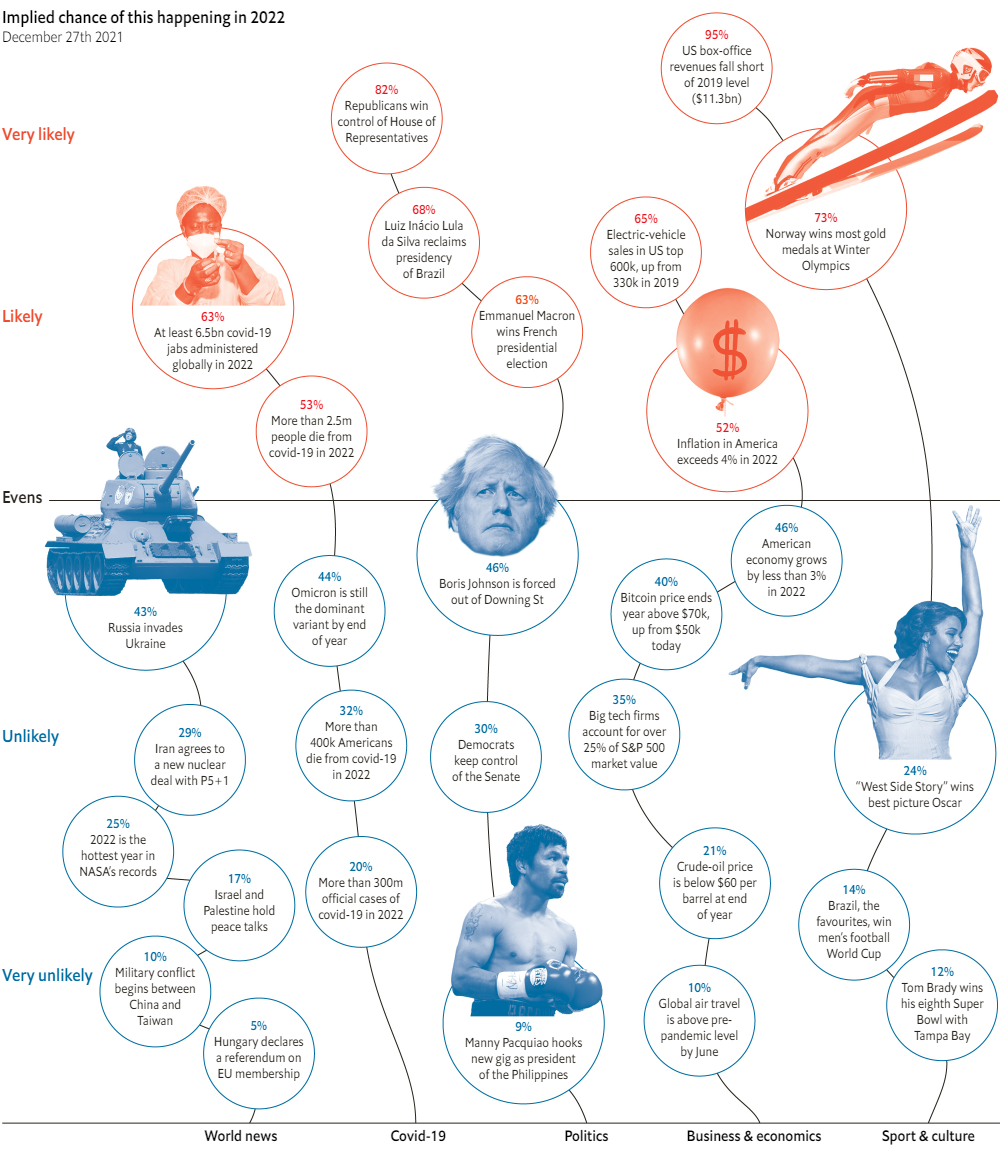 Implied chance of this happening in 2022
December 27th 2021
95%
US box-office
revenues fall short
of 2019 level
($11.3bn)
82%
Republicans win
control of House of
Representatives
Very likely
68%
Luiz Inácio Lula
da Silva reclaims
presidency
of Brazil
65%
Electric-vehicle
sales in US top
600k, up from
330k in 2019
73%
Norway wins most gold
medals at Winter
Olympics
Likely
63%
At least 6.5bn covid-19
jabs administered
globally in 2022
63%
Emmanuel Macron
wins French
presidential
election
$
53%
More than 2.5m
people die from
covid-19 in 2022
52%
Inflation in America
exceeds 4% in 2022
Evens
43%
Russia invades
Ukraine
44%
Omicron is still
the dominant
variant by end
of year
46%
Boris Johnson is forced
out of Downing St
46%
American
economy grows
by less than 3%
in 2022
40%
Bitcoin price ends
year above $70k,
up from $50k
today
Unlikely
29%
Iran agrees to
a new nuclear
deal with P5+1
32%
More than
400k Americans
die from covid-19
in 2022
30%
Democrats
keep control
of the Senate
35%
Big tech firms
account for over
25% of S&P 500
market value
24%
“West Side Story” wins
best picture Oscar
25%
2022 is the
hottest year in
NASA’s records
17%
Israel and
Palestine hold
peace talks
20%
More than 300m
official cases of
covid-19 in 2022
21%
Crude-oil price
is below $60 per
barrel at end
of year
14%
Brazil, the
favourites, win
men’s football
World Cup
Very unlikely
10%
Military conflict
begins between
China and
Taiwan
5%
Hungary declares
a referendum on
EU membership
9%
Manny Pacquiao hooks
new gig as president
of the Philippines
10%
Global air travel
is above pre-
pandemic level
by June
12%
Tom Brady wins
his eighth Super
Bowl with
Tampa Bay
World news
Covid-19
Politics
Business & economics
Sport & culture